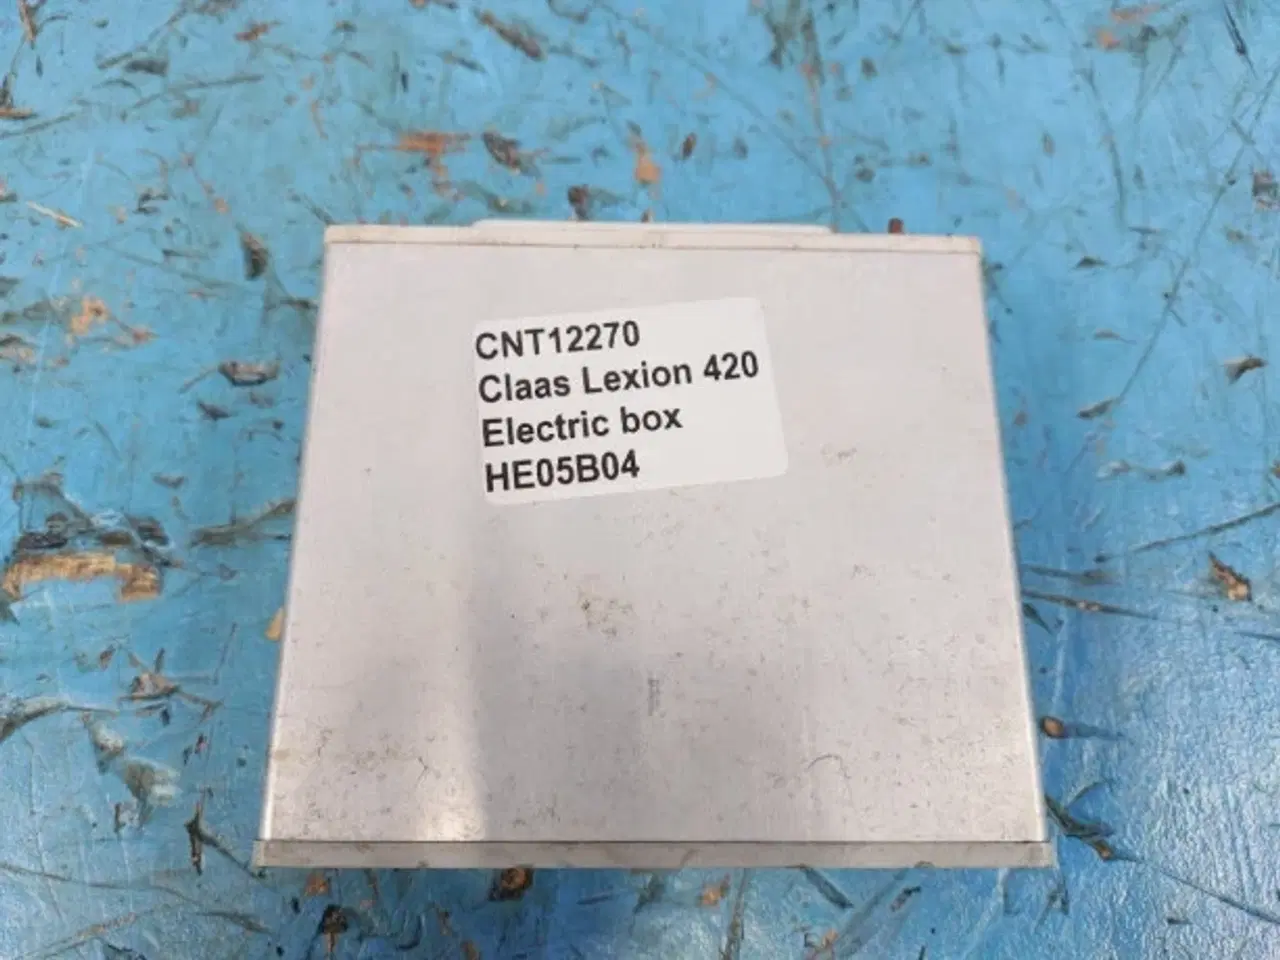 CNT12270
Claas Lexion 420
Electric box
HE05B04